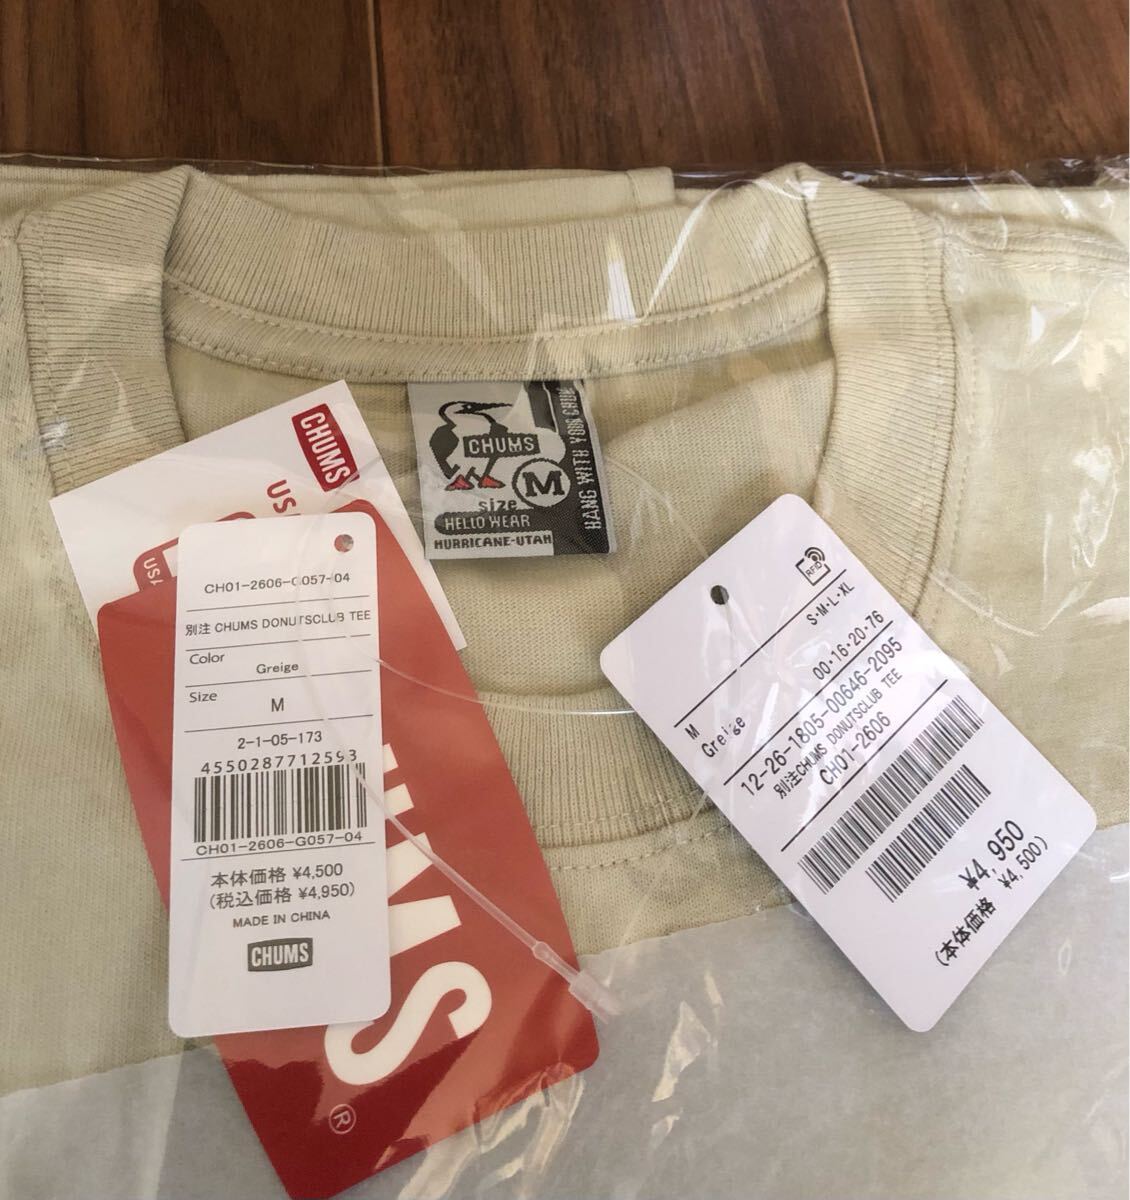 CHUMS
M
size
HELLO WEAR
HURRICANE-UTAH
HANG WITH YOUR CHUMS
CHUMS
USA
CH01-2606-G057-04
別注 CHUMS DONUTSCLUB TEE
Color
Greige
Size
M
2-1-05-173
4550287712593
CH01-2606-G057-04
本体価格 ¥4,500
(税込価格 ¥4,950)
MADE IN CHINA
CHUMS
UMS
®
RFID
S・M・L・XL
00・16・20・76
M
Greige
12-26-1805-00646-2095
別注CHUMS DONUTSCLUB TEE
CH01-2606
¥4,950
(本体価格 ¥4,500)